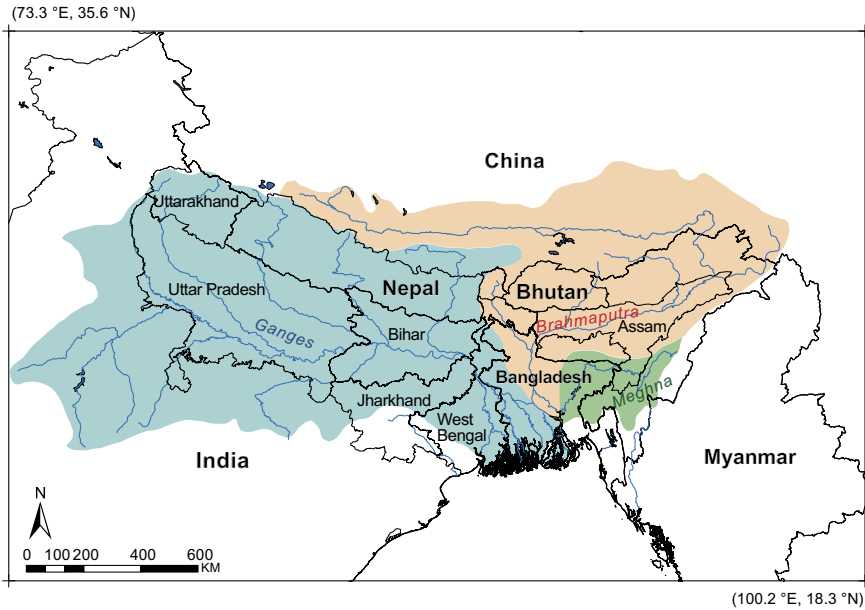 (73.3 °E, 35.6 °N)
China
Uttarakhand
Nepal
Uttar Pradesh
Bhutan
Brahmaputra
Assam
Ganges
Bihar
Bangladesh
Meghna
Jharkhand
West
Bengal
India
Myanmar
N
0 100 200 400 600
KM
(100.2 °E, 18.3 °N)